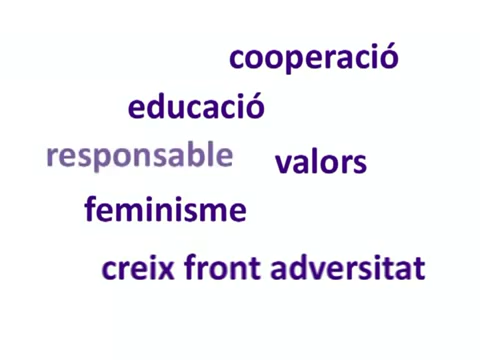 cooperació
educació
responsable
valors
feminisme
creix front adversitat